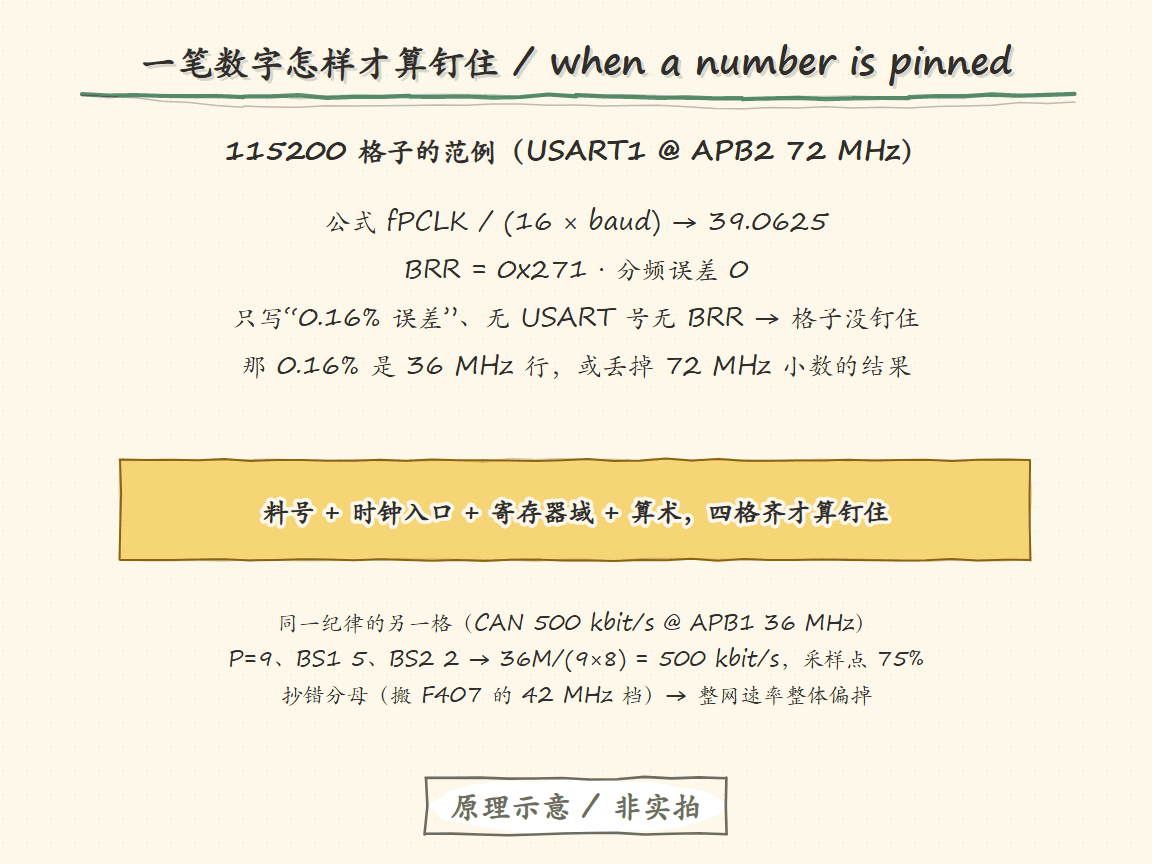 一笔数字怎样才算钉住 / when a number is pinned
115200 格子的范例（USART1 @ APB2 72 MHz）
公式 fPCLK / (16 × baud) → 39.0625
BRR = 0x271 · 分频误差 0
只写“0.16% 误差”、无 USART 号无 BRR → 格子没钉住
那 0.16% 是 36 MHz 行，或丢掉 72 MHz 小数的结果
料号 + 时钟入口 + 寄存器域 + 算术，四格齐才算钉住
同一纪律的另一格（CAN 500 kbit/s @ APB1 36 MHz）
P=9、BS1 5、BS2 2 → 36M/(9×8) = 500 kbit/s，采样点 75%
抄错分母（搬 F407 的 42 MHz 档）→ 整网速率整体偏掉
原理示意 / 非实拍